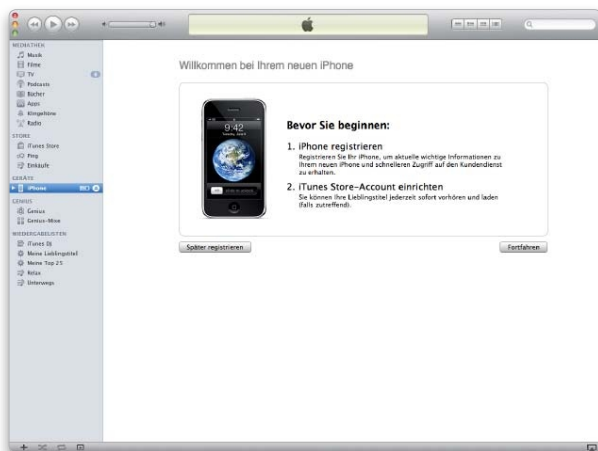 MEDIATHEK
Musik
Filme
TV
Podcasts
Bücher
Apps
Klingeltöne
Radio
STORE
iTunes Store
Ping
Einkäufe
GERÄTE
iPhone
GENIUS
Genius
Genius-Mixe
WIEDERGABELISTEN
iTunes DJ
Meine Lieblingstitel
Meine Top 25
Relax
Unterwegs
Willkommen bei Ihrem neuen iPhone
9:42
Bevor Sie beginnen:
1. iPhone registrieren
Registrieren Sie Ihr iPhone, um aktuelle wichtige Informationen zu
Ihrem neuen iPhone und schnelleren Zugriff auf den Kundendienst
zu erhalten.
2. iTunes Store-Account einrichten
Sie können Ihre Lieblingstitel jederzeit sofort vorhören und laden
(falls zutreffend).
Später registrieren
Fortfahren